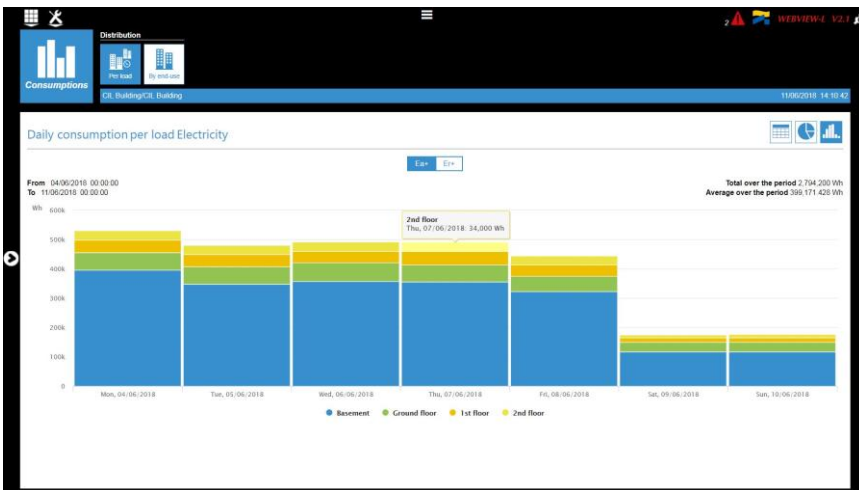 2
WEBVIEW-L V2.1
Distribution
Per load
By end-use
Consumptions
CIL Building/CIL Building
11/06/2018 14:10:42
Daily consumption per load Electricity
Ea+ Er+
From 04/06/2018 00:00:00
To 11/06/2018 00:00:00
Total over the period 2,794,200 Wh
Average over the period 399,171.428 Wh
Wh
600k
2nd floor
Thu, 07/06/2018: 34,000 Wh
500k
400k
300k
200k
100k
0
Mon, 04/06/2018 Tue, 05/06/2018 Wed, 06/06/2018 Thu, 07/06/2018 Fri, 08/06/2018 Sat, 09/06/2018 Sun, 10/06/2018
Basement Ground floor 1st floor 2nd floor